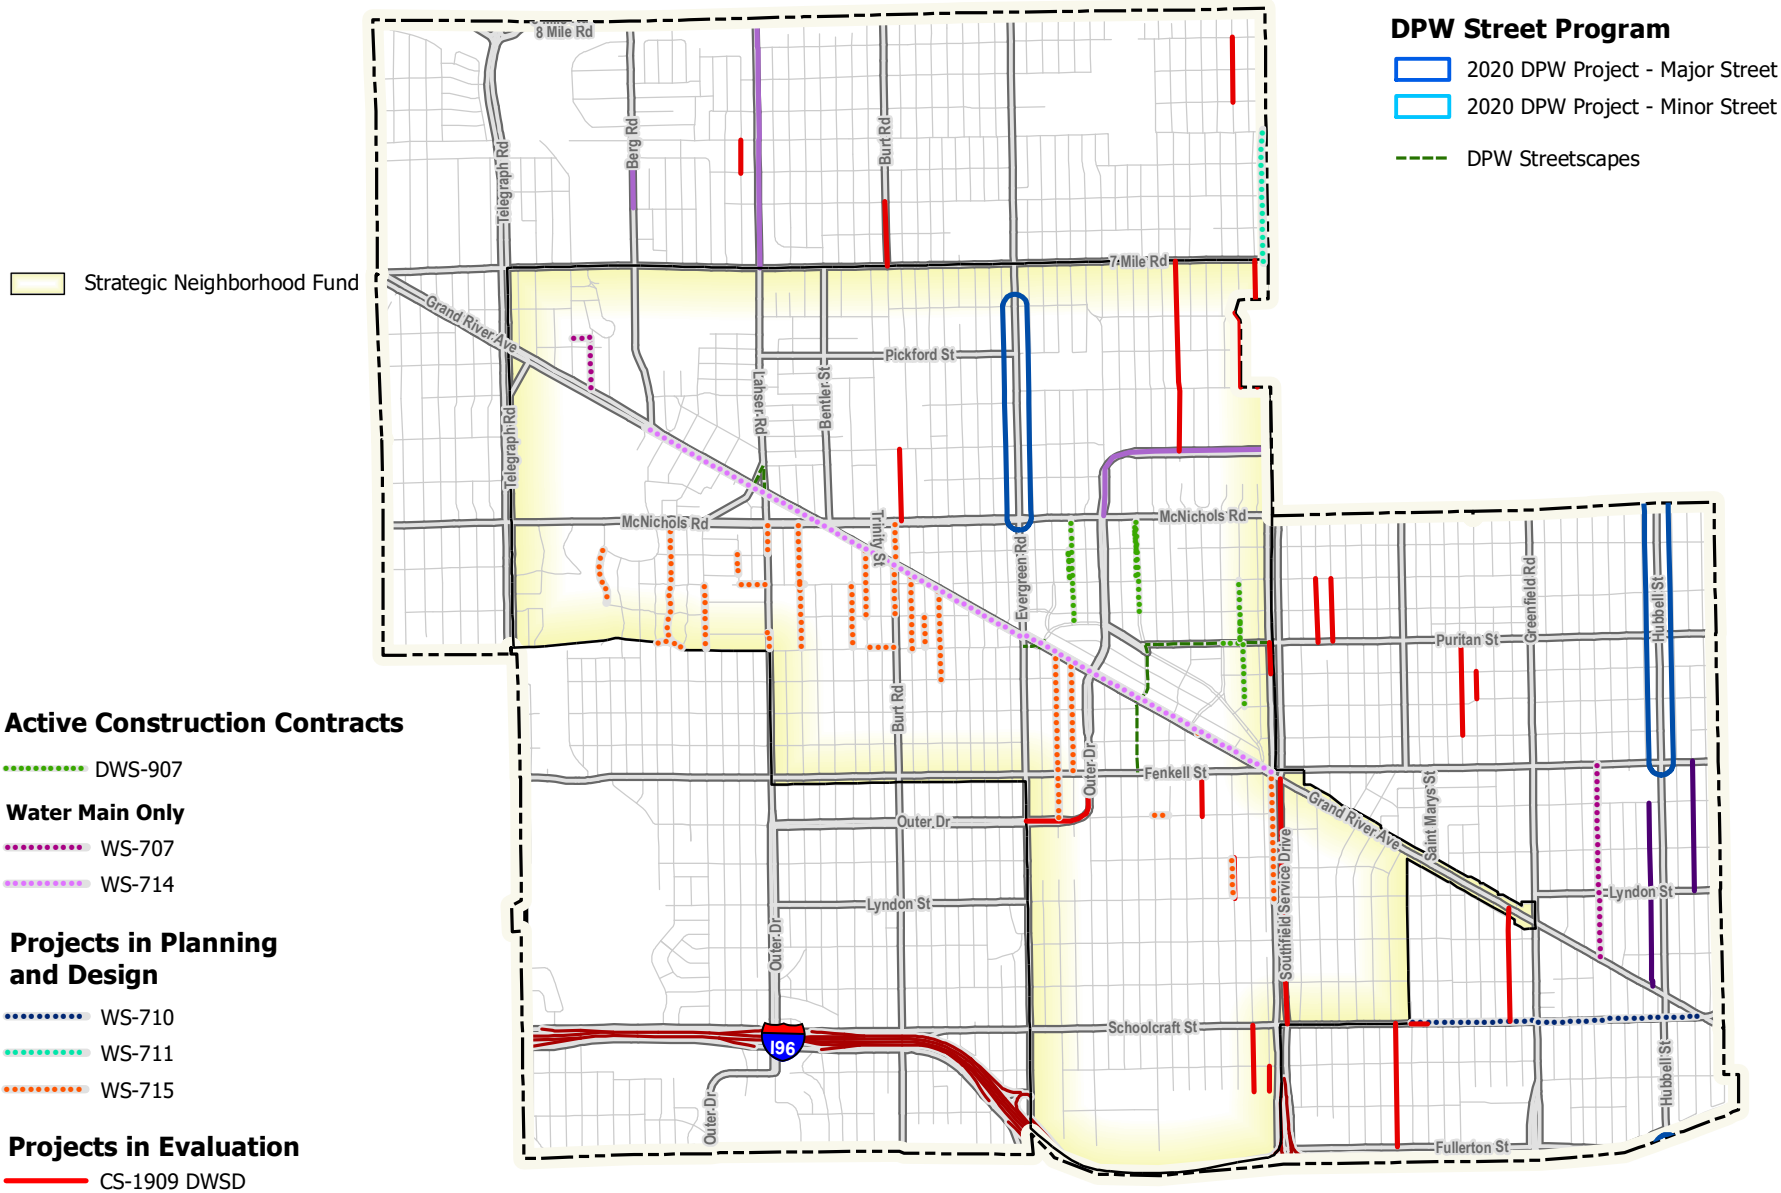 DPW Street Program
2020 DPW Project - Major Street
2020 DPW Project - Minor Street
DPW Streetscapes
Strategic Neighborhood Fund
Active Construction Contracts
DWS-907
Water Main Only
WS-707
WS-714
Projects in Planning
and Design
WS-710
WS-711
WS-715
Projects in Evaluation
CS-1909 DWSD
8 Mile Rd
Telegraph Rd
Berg Rd
Burt Rd
7 Mile Rd
Grand River Ave
Pickford St
Lahser Rd
Bentler St
Telegraph Rd
McNichols Rd
Trinity St
McNichols Rd
Evergreen Rd
Greenfield Rd
Hubbell St
Puritan St
Burt Rd
Outer Dr
Fenkell St
Grand River Ave
Saint Marys St
Outer Dr
Southfield Service Drive
Lyndon St
Lyndon St
Outer Dr
Schoolcraft St
196
Outer Dr
Hubbell St
Fullerton St